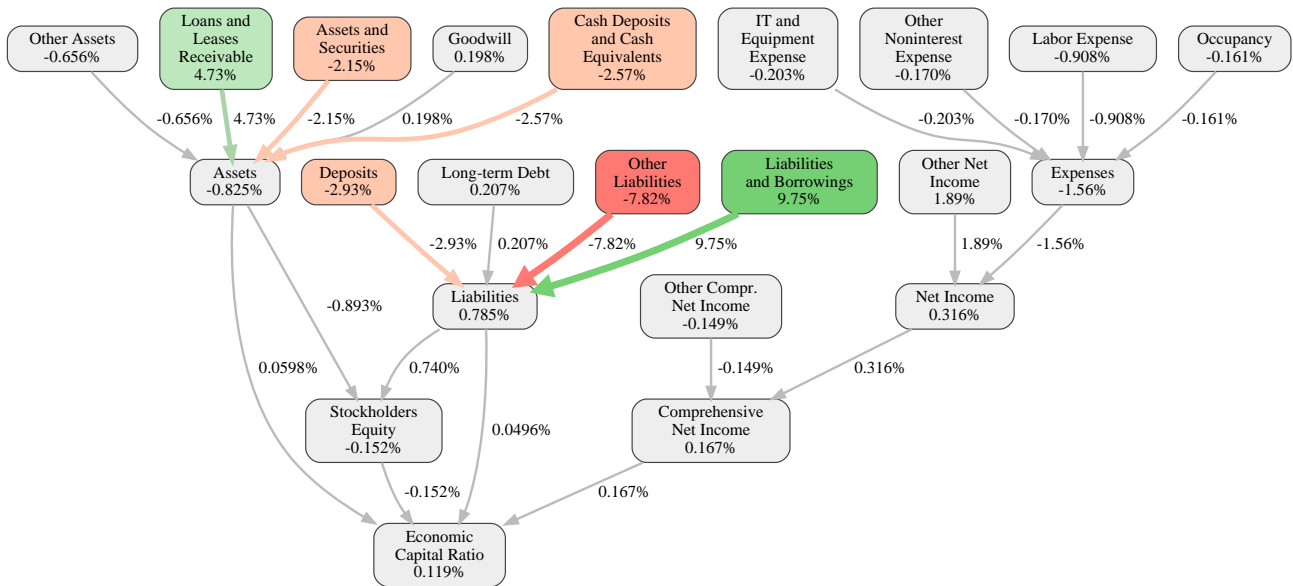 Other Assets
-0.656%
Loans and
Leases
Receivable
4.73%
Assets and
Securities
-2.15%
Goodwill
0.198%
Cash Deposits
and Cash
Equivalents
-2.57%
IT and
Equipment
Expense
-0.203%
Other
Noninterest
Expense
-0.170%
Labor Expense
-0.908%
Occupancy
-0.161%
-0.656%
4.73%
-2.15%
0.198%
-2.57%
-0.203%
-0.170%
-0.908%
-0.161%
Assets
-0.825%
Deposits
-2.93%
Long-term Debt
0.207%
Other
Liabilities
-7.82%
Liabilities
and Borrowings
9.75%
Other Net
Income
1.89%
Expenses
-1.56%
-2.93%
0.207%
-7.82%
9.75%
1.89%
-1.56%
-0.893%
Liabilities
0.785%
Other Compr.
Net Income
-0.149%
Net Income
0.316%
0.0598%
0.740%
-0.149%
0.316%
Stockholders
Equity
-0.152%
0.0496%
Comprehensive
Net Income
0.167%
-0.152%
0.167%
Economic
Capital Ratio
0.119%